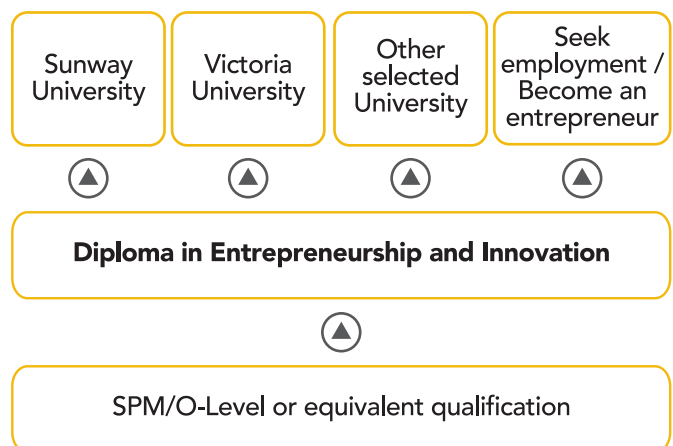 Sunway
University
Victoria
University
Other
selected
University
Seek
employment /
Become an
entrepreneur
Diploma in Entrepreneurship and Innovation
SPM/O-Level or equivalent qualification